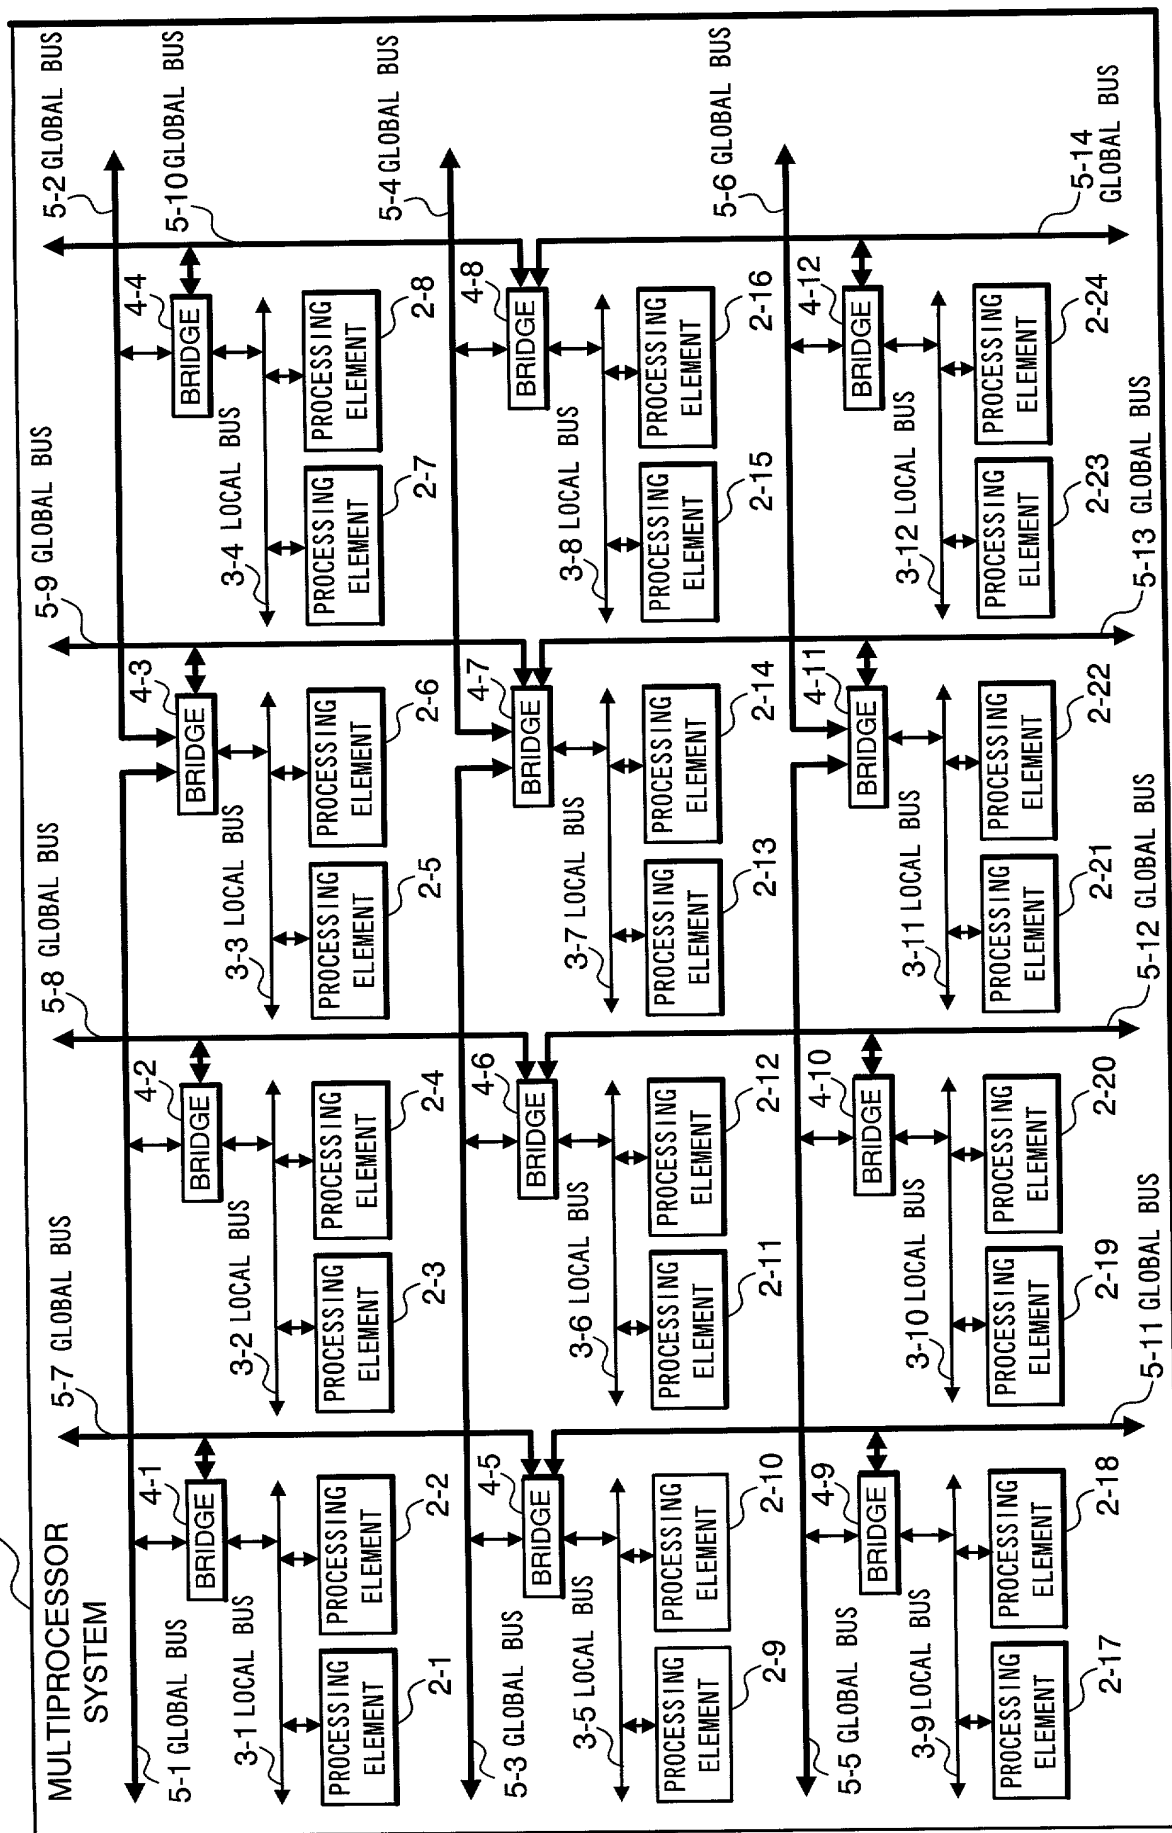 MULTIPROCESSOR
SYSTEM
5-7 GLOBAL BUS
5-8 GLOBAL BUS
5-9 GLOBAL BUS
5-2 GLOBAL BUS
5-10 GLOBAL BUS
5-1 GLOBAL BUS
4-1
BRIDGE
4-2
BRIDGE
4-3
BRIDGE
4-4
BRIDGE
3-1 LOCAL BUS
3-2 LOCAL BUS
3-3 LOCAL BUS
3-4 LOCAL BUS
PROCESSING
ELEMENT
2-1
PROCESSING
ELEMENT
2-2
PROCESSING
ELEMENT
2-3
PROCESSING
ELEMENT
2-4
PROCESSING
ELEMENT
2-5
PROCESSING
ELEMENT
2-6
PROCESSING
ELEMENT
2-7
PROCESSING
ELEMENT
2-8
5-4 GLOBAL BUS
5-3 GLOBAL BUS
4-5
BRIDGE
4-6
BRIDGE
4-7
BRIDGE
4-8
BRIDGE
3-5 LOCAL BUS
3-6 LOCAL BUS
3-7 LOCAL BUS
3-8 LOCAL BUS
PROCESSING
ELEMENT
2-9
PROCESSING
ELEMENT
2-10
PROCESSING
ELEMENT
2-11
PROCESSING
ELEMENT
2-12
PROCESSING
ELEMENT
2-13
PROCESSING
ELEMENT
2-14
PROCESSING
ELEMENT
2-15
PROCESSING
ELEMENT
2-16
5-6 GLOBAL BUS
5-5 GLOBAL BUS
4-9
BRIDGE
4-10
BRIDGE
4-11
BRIDGE
4-12
BRIDGE
3-9 LOCAL BUS
3-10 LOCAL BUS
3-11 LOCAL BUS
3-12 LOCAL BUS
PROCESSING
ELEMENT
2-17
PROCESSING
ELEMENT
2-18
PROCESSING
ELEMENT
2-19
PROCESSING
ELEMENT
2-20
PROCESSING
ELEMENT
2-21
PROCESSING
ELEMENT
2-22
PROCESSING
ELEMENT
2-23
PROCESSING
ELEMENT
2-24
5-11 GLOBAL BUS
5-12 GLOBAL BUS
5-13 GLOBAL BUS
5-14
GLOBAL BUS